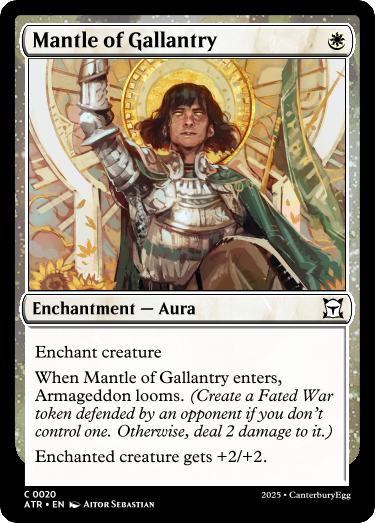 Mantle of Gallantry
Enchantment — Aura
Enchant creature
When Mantle of Gallantry enters,
Armageddon looms. (Create a Fated War
token defended by an opponent if you don't
control one. Otherwise, deal 2 damage to it.)
Enchanted creature gets +2/+2.
C 0020
2025 • CanterburyEgg
ATR • EN Aitor Sebastian